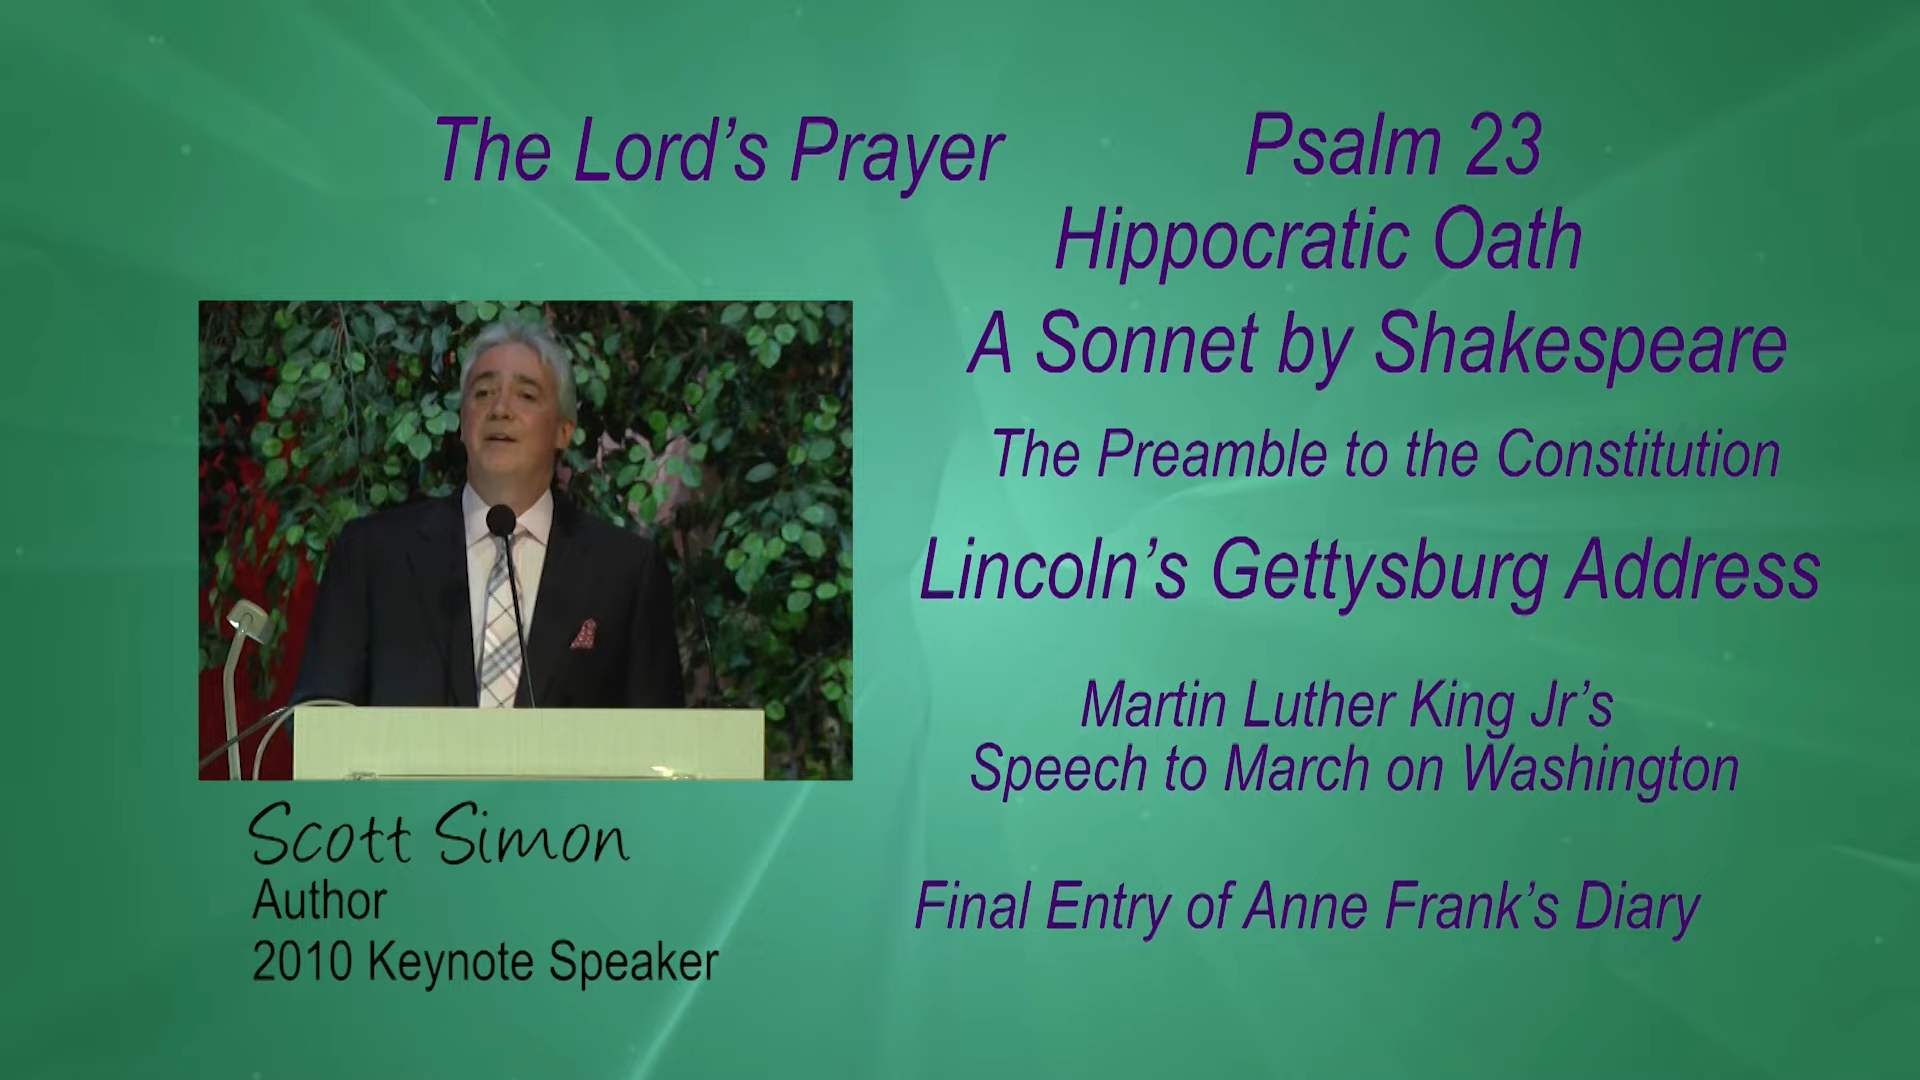 The Lord's Prayer
Psalm 23
Hippocratic Oath
A Sonnet by Shakespeare
The Preamble to the Constitution
Lincoln's Gettysburg Address
Martin Luther King Jr's
Speech to March on Washington
Final Entry of Anne Frank's Diary
Scott Simon
Author
2010 Keynote Speaker